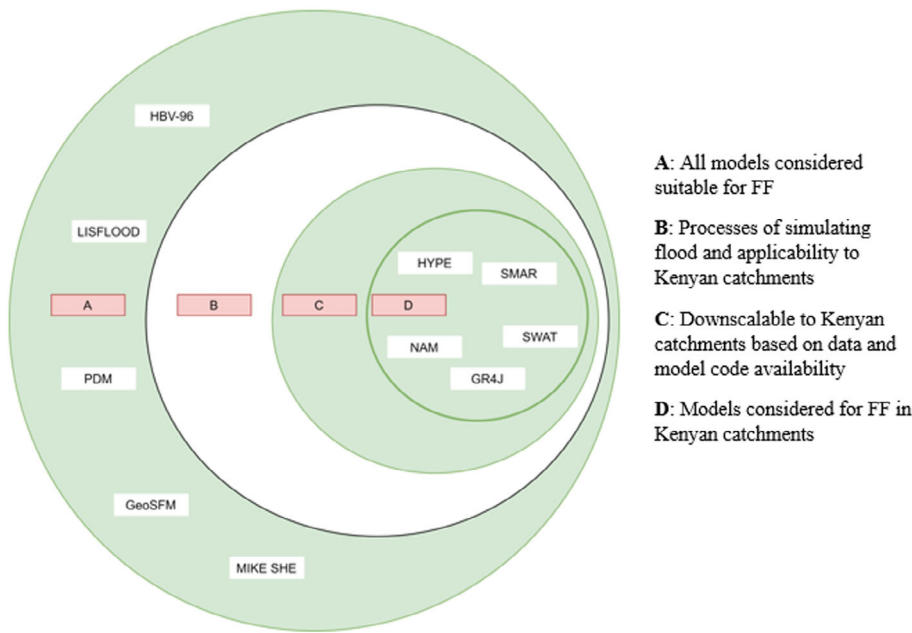 HBV-96
LISFLOOD
HYPE
SMAR
A
B
C
D
NAM
SWAT
PDM
GR4J
GeoSFM
MIKE SHE
A: All models considered
suitable for FF
B: Processes of simulating
flood and applicability to
Kenyan catchments
C: Downscalable to Kenyan
catchments based on data and
model code availability
D: Models considered for FF in
Kenyan catchments